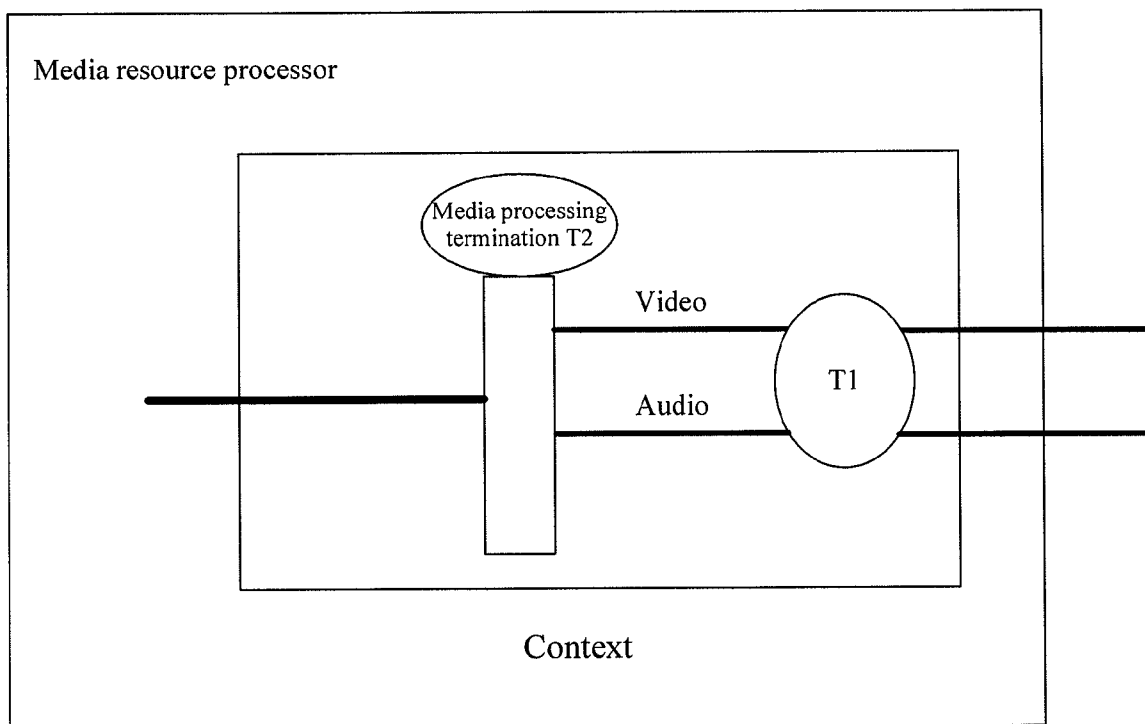 Media resource processor
Media processing
termination T2
Video
T1
Audio
Context